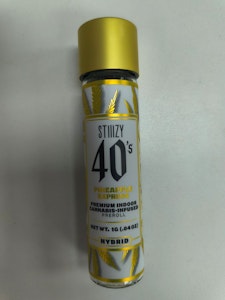 STIIIZY
40's
PINEAPPLE
EXPRESS
PREMIUM INDOOR
CANNABIS-INFUSED
PREROLL
NET WT. 1G (.04OZ)
HYBRID